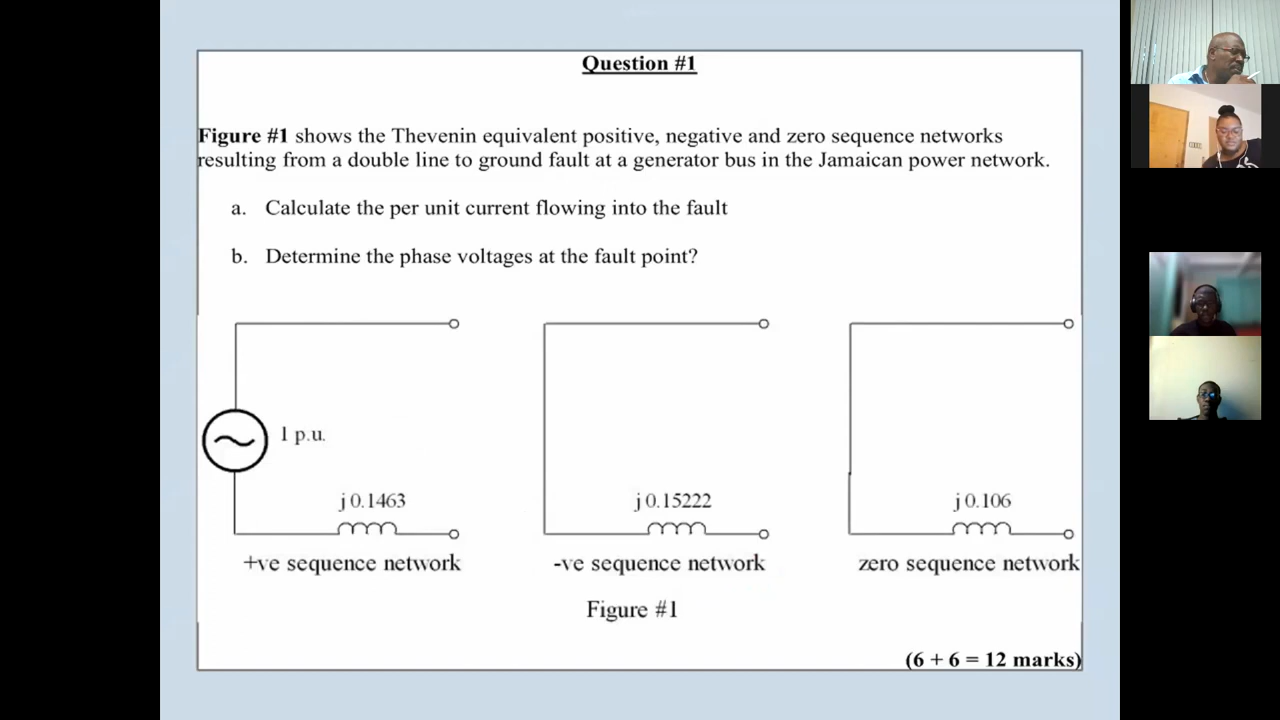 Question #1
Figure #1 shows the Thevenin equivalent positive, negative and zero sequence networks
resulting from a double line to ground fault at a generator bus in the Jamaican power network.
a. Calculate the per unit current flowing into the fault
b. Determine the phase voltages at the fault point?
1 p.u.
j 0.1463
j 0.15222
j 0.106
+ve sequence network
-ve sequence network
zero sequence network
Figure #1
(6 + 6 = 12 marks)